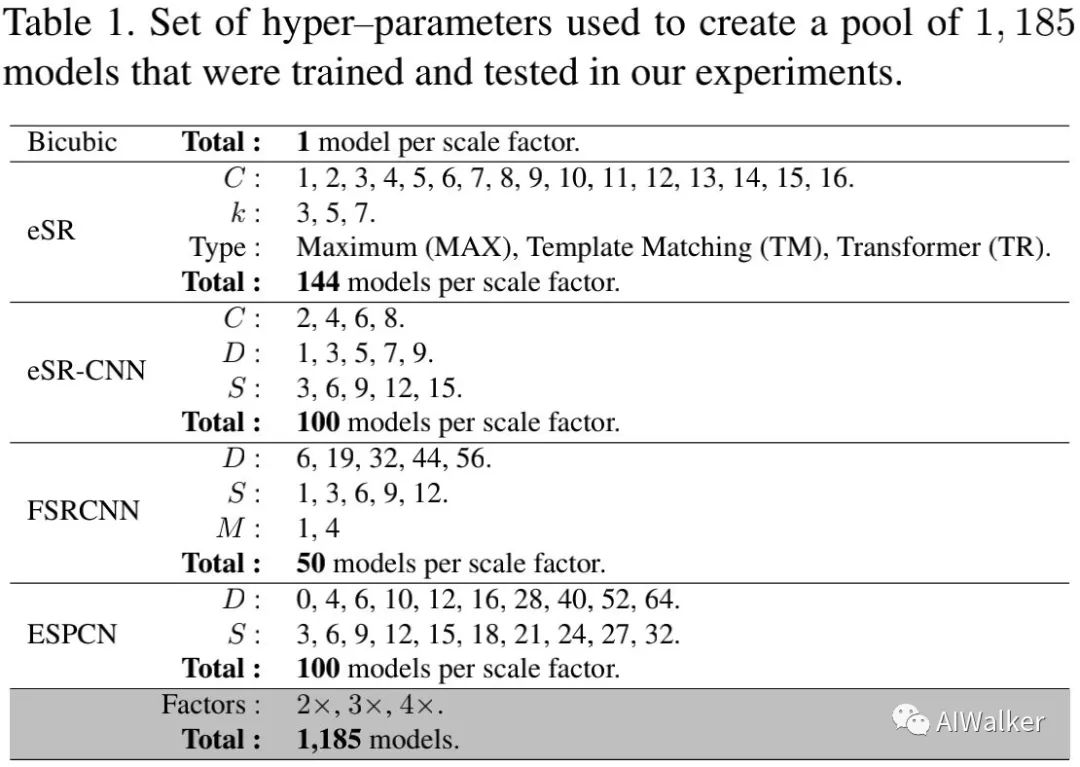 Table 1. Set of hyper–parameters used to create a pool of 1, 185
models that were trained and tested in our experiments.
Bicubic Total : 1 model per scale factor.
eSR
C : 1, 2, 3, 4, 5, 6, 7, 8, 9, 10, 11, 12, 13, 14, 15, 16.
k : 3, 5, 7.
Type : Maximum (MAX), Template Matching (TM), Transformer (TR).
Total : 144 models per scale factor.
eSR-CNN
C : 2, 4, 6, 8.
D : 1, 3, 5, 7, 9.
S : 3, 6, 9, 12, 15.
Total : 100 models per scale factor.
FSRCNN
D : 6, 19, 32, 44, 56.
S : 1, 3, 6, 9, 12.
M : 1, 4
Total : 50 models per scale factor.
ESPCN
D : 0, 4, 6, 10, 12, 16, 28, 40, 52, 64.
S : 3, 6, 9, 12, 15, 18, 21, 24, 27, 32.
Total : 100 models per scale factor.
Factors : 2×, 3×, 4×.
Total : 1,185 models.
AIWalker